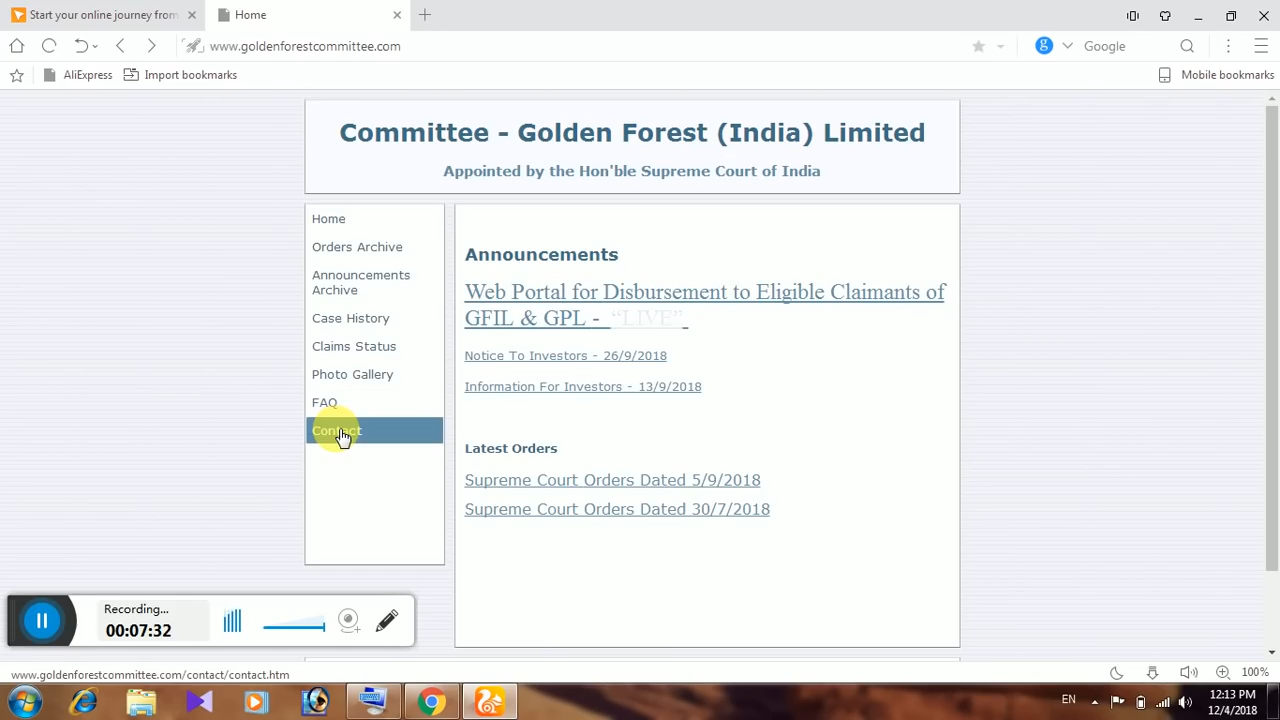 Start your online journey from
Home
www.goldenforestcommittee.com
Google
AliExpress
Import bookmarks
Mobile bookmarks
Committee - Golden Forest (India) Limited
Appointed by the Hon'ble Supreme Court of India
Home
Orders Archive
Announcements
Archive
Case History
Claims Status
Photo Gallery
FAQ
Contact
Announcements
Web Portal for Disbursement to Eligible Claimants of
GFIL & GPL - “LIVE”
Notice To Investors - 26/9/2018
Information For Investors - 13/9/2018
Latest Orders
Supreme Court Orders Dated 5/9/2018
Supreme Court Orders Dated 30/7/2018
Recording...
00:07:32
www.goldenforestcommittee.com/contact/contact.htm
100%
EN
12:13 PM
12/4/2018